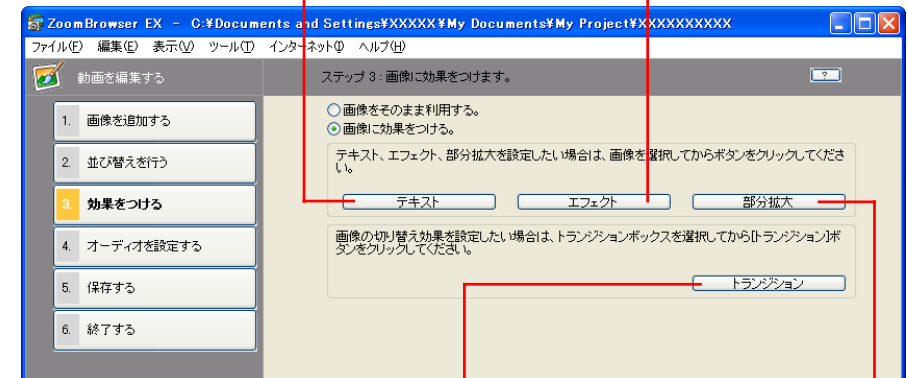 ZoomBrowser EX - C:¥Documents and Settings¥XXXXX¥My Documents¥My Project¥XXXXXXXXXX
ファイル(F) 編集(E) 表示(V) ツール(T) インターネット(I) ヘルプ(H)
動画を編集する
ステップ 3 : 画像に効果をつけます。
?
1. 画像を追加する
2. 並び替えを行う
3. 効果をつける
4. オーディオを設定する
5. 保存する
6. 終了する
画像をそのまま利用する。
画像に効果をつける。
テキスト、エフェクト、部分拡大を設定したい場合は、画像を選択してからボタンをクリックしてくださ
い。
テキスト エフェクト 部分拡大
画像の切り替え効果を設定したい場合は、トランジションボックスを選択してから[トランジション]ボ
タンをクリックしてください。
トランジション